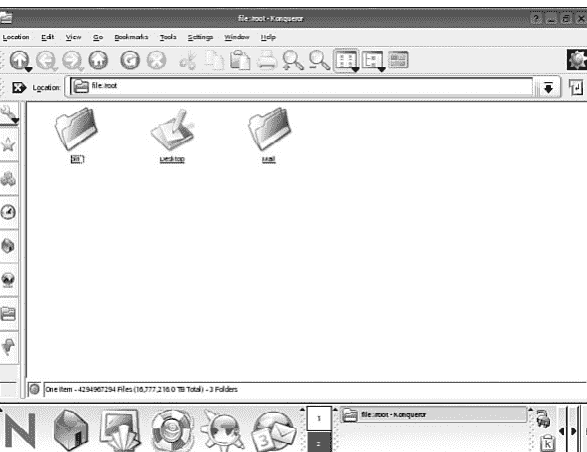 file:/root - Konqueror
Location Edit View Go Bookmarks Tools Settings Window Help
Location: file:/root
bin Desktop Mail
One Item - 4294967294 Files (16,777,216.0 TB Total) - 3 Folders
N
3
1
2
file:/root - Konqueror
k